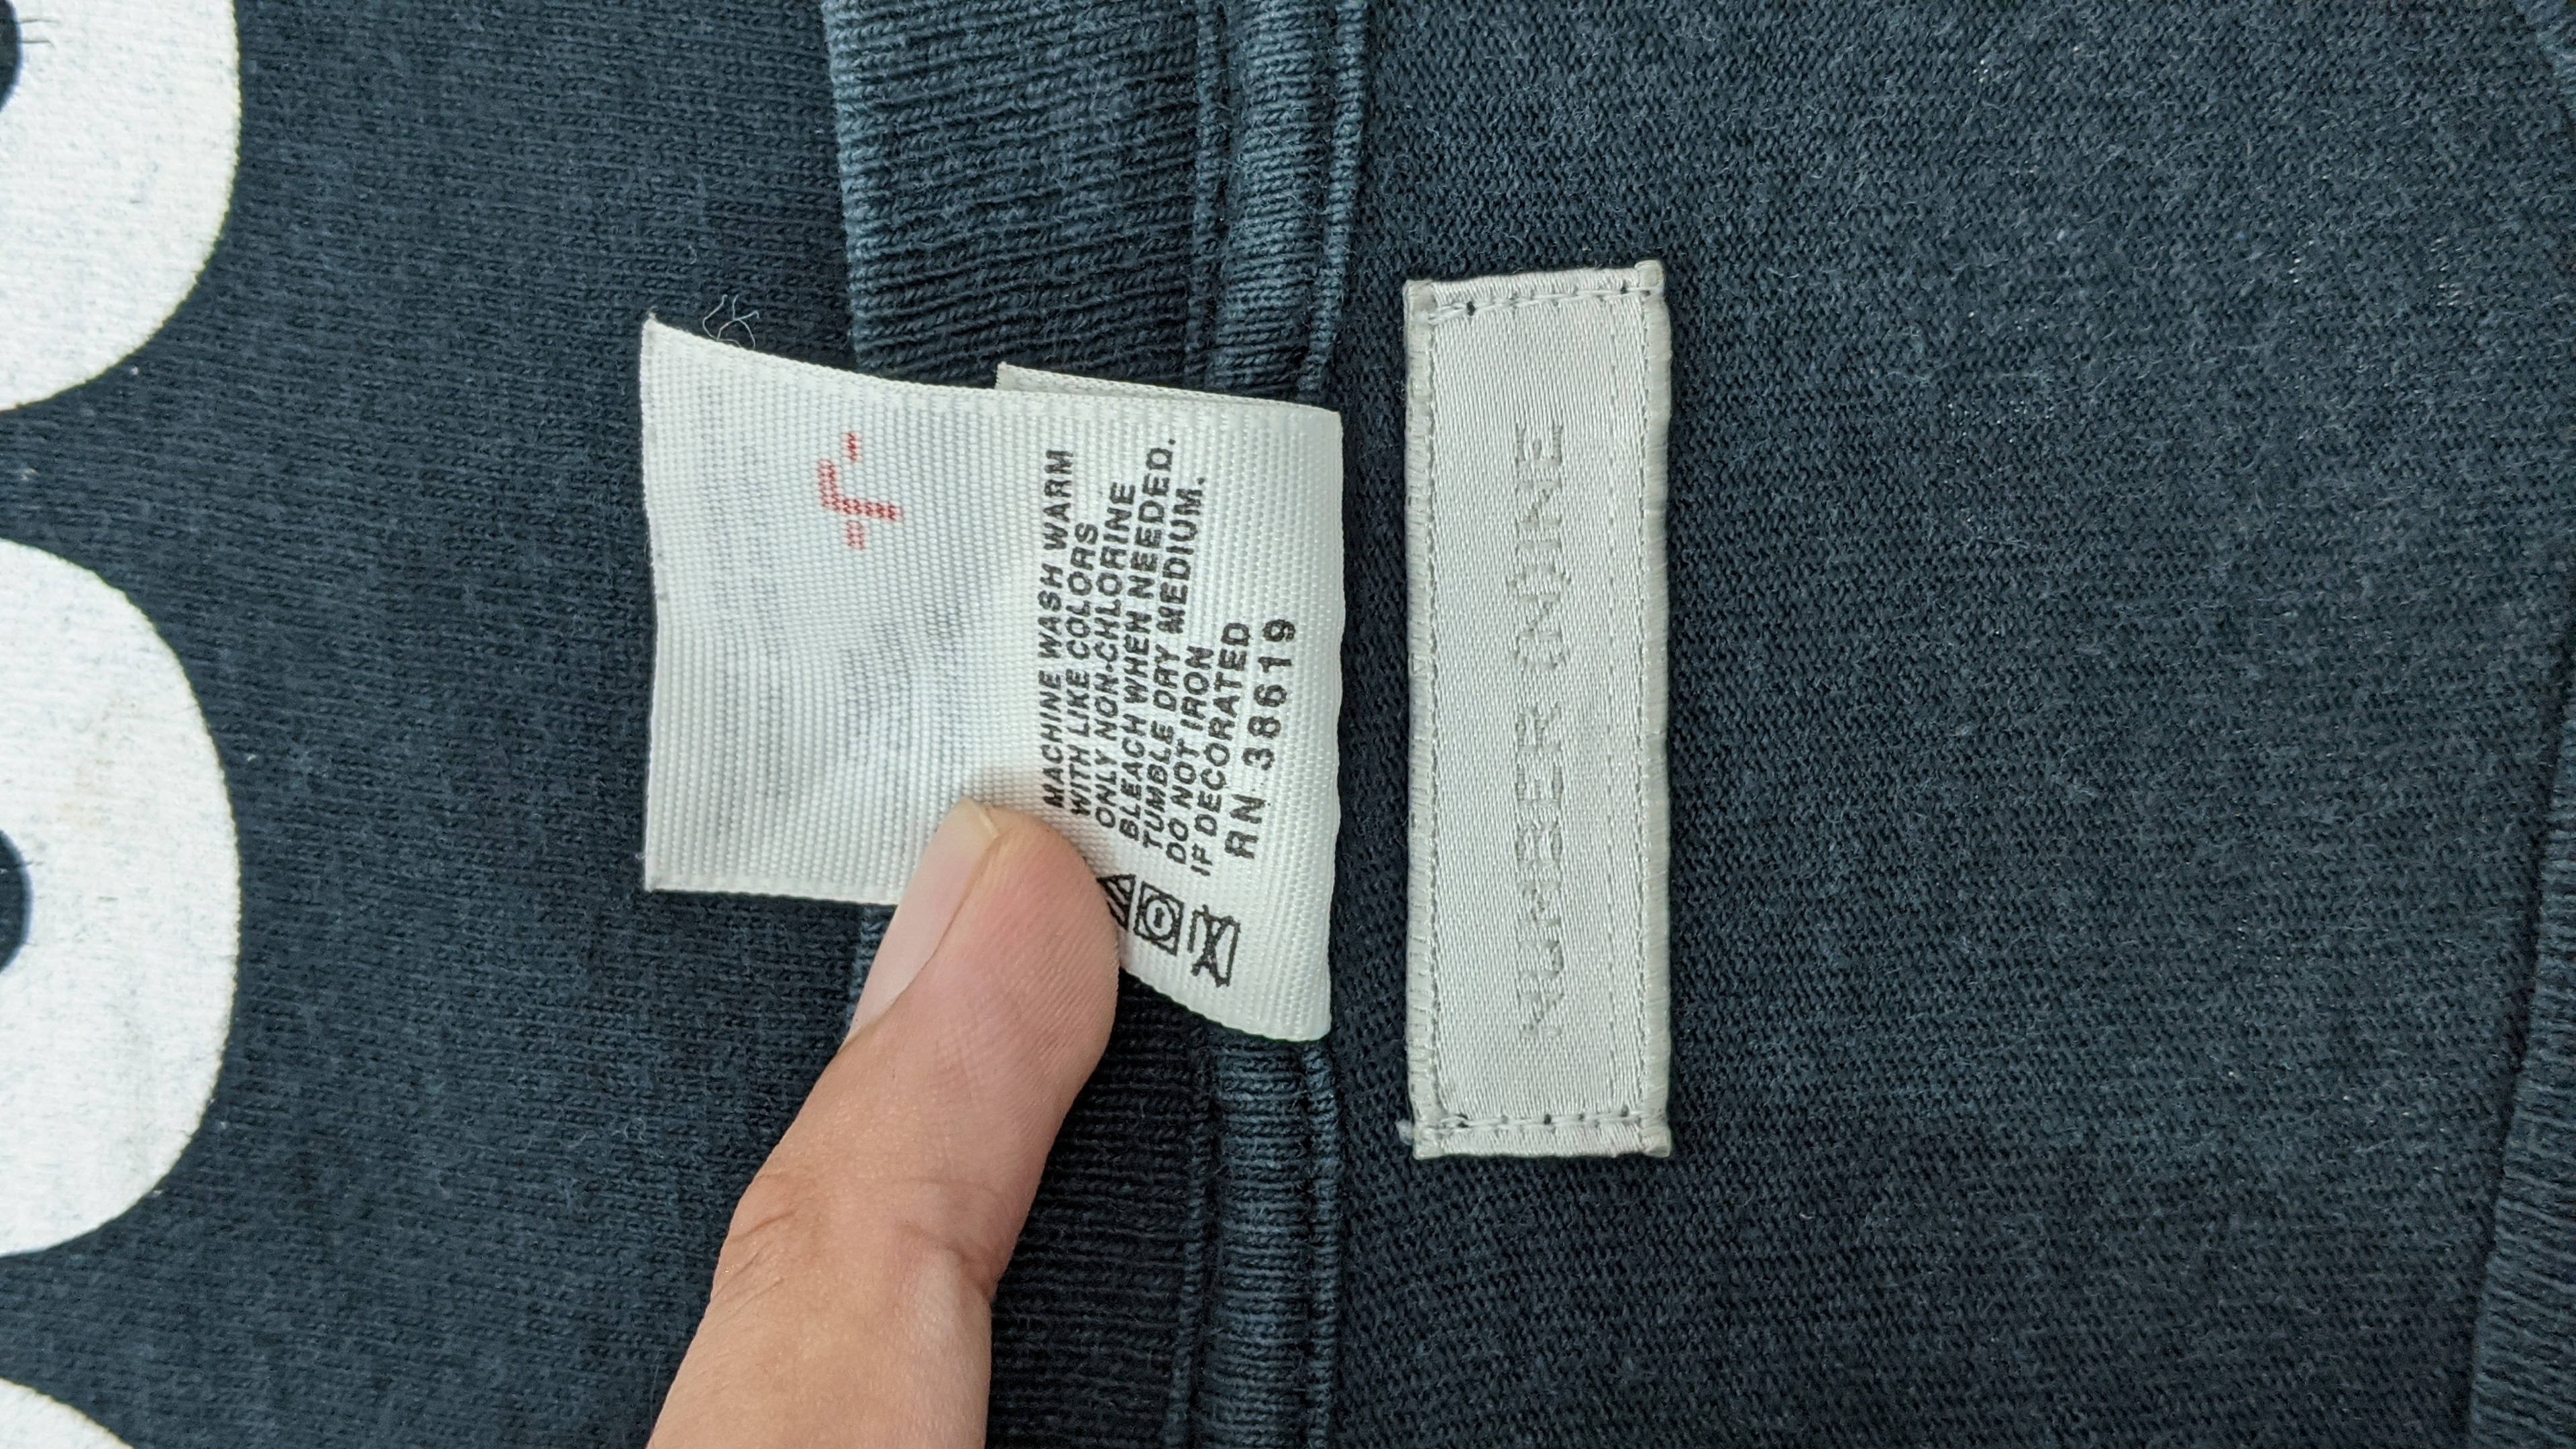 MACHINE WASH WARM
WITH LIKE COLORS
ONLY NON-CHLORINE
BLEACH WHEN NEEDED.
TUMBLE DRY MEDIUM.
DO NOT IRON
IF DECORATED
RN 38619
NUMBER (N)INE